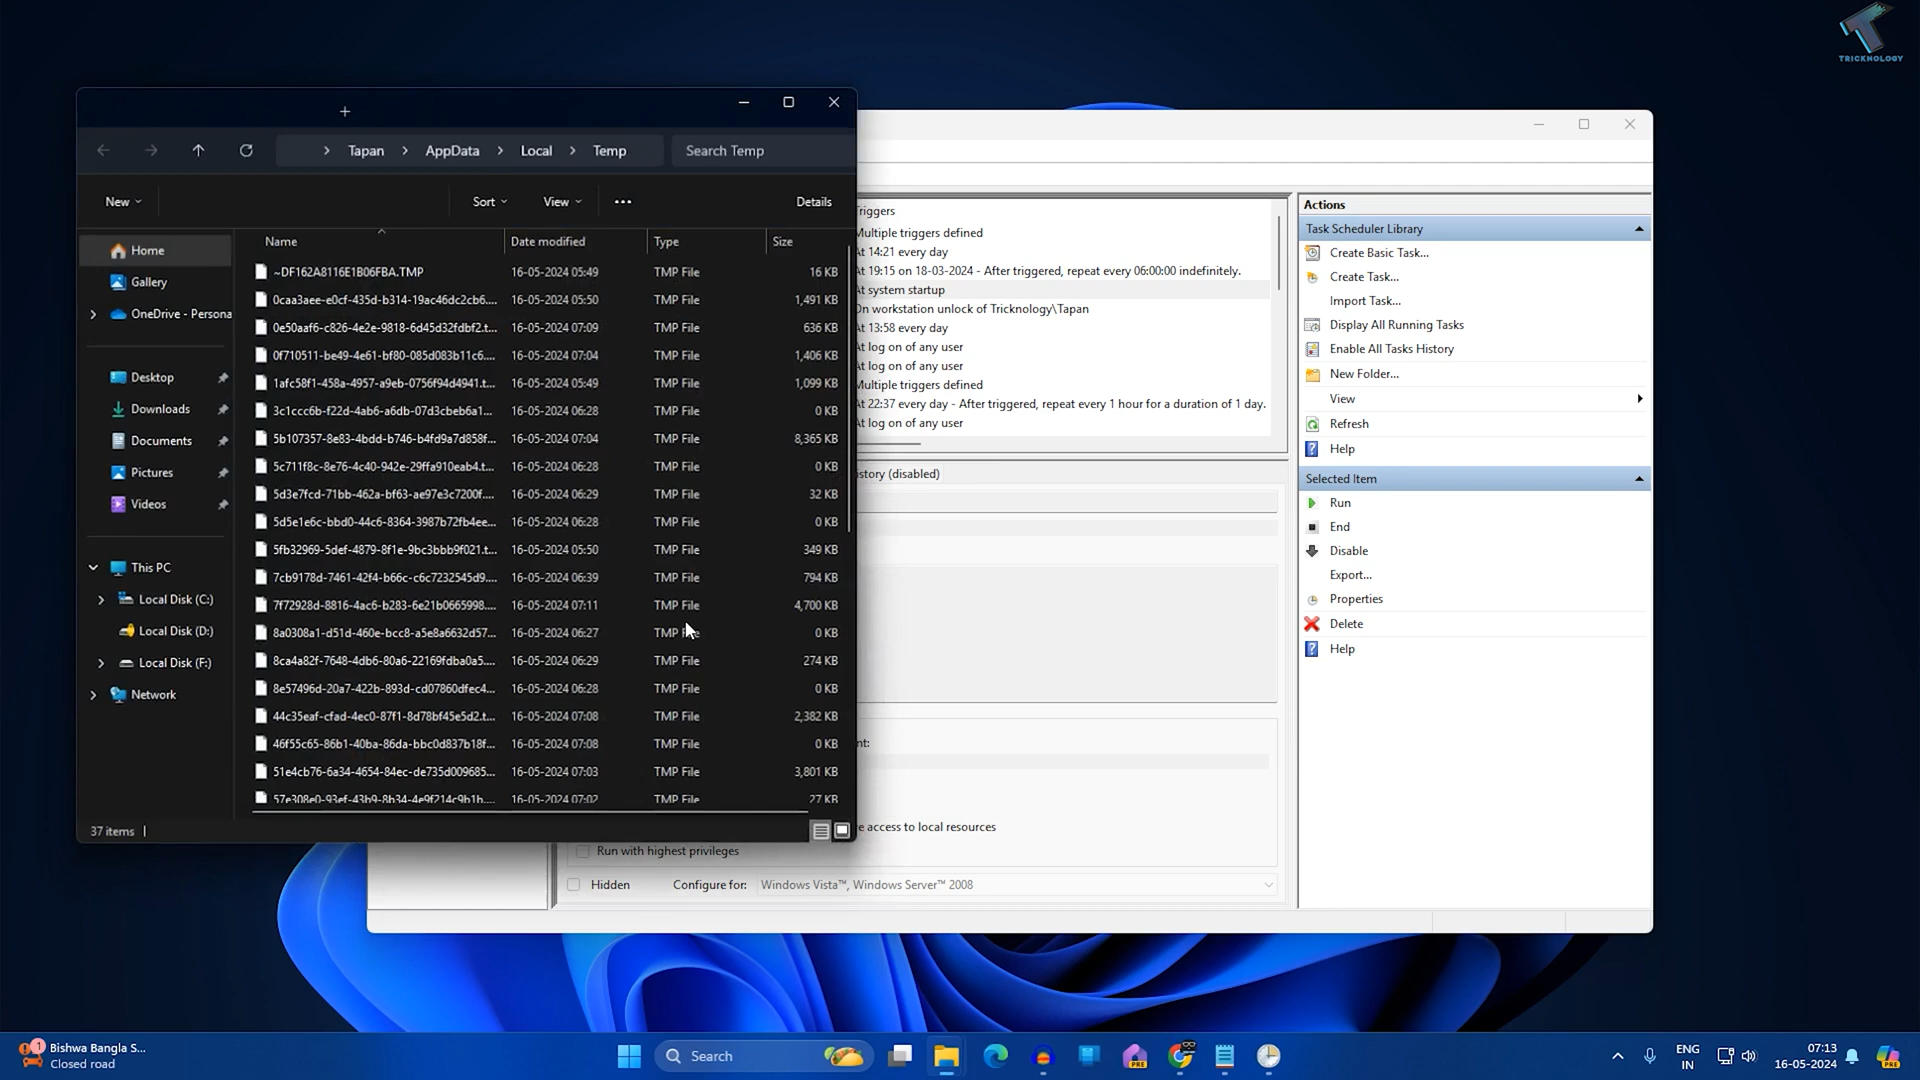 TRICKNOLOGY
Tapan
AppData
Local
Temp
Search Temp
New
Sort
View
Details
Home
Gallery
OneDrive - Persona
Desktop
Downloads
Documents
Pictures
Videos
This PC
Local Disk (C:)
Local Disk (D:)
Local Disk (F:)
Network
Name Date modified Type Size
~DF162A8116E1B06FBA.TMP 16-05-2024 05:49 TMP File 16 KB
0caa3aee-e0cf-435d-b314-19ac46dc2cb6.... 16-05-2024 05:50 TMP File 1,491 KB
0e50aaf6-c826-4e2e-9818-6d45d32fdbf2.t... 16-05-2024 07:09 TMP File 636 KB
0f710511-be49-4e61-bf80-085d083b11c6.... 16-05-2024 07:04 TMP File 1,406 KB
1afc58f1-458a-4957-a9eb-0756f94d4941.t... 16-05-2024 05:49 TMP File 1,099 KB
3c1ccc6b-f22d-4ab6-a6db-07d3cbeb6a1... 16-05-2024 06:28 TMP File 0 KB
5b107357-8e83-4bdd-b746-b4fd9a7d858f... 16-05-2024 07:04 TMP File 8,365 KB
5c711f8c-8e76-4c40-942e-29ffa910eab4.t... 16-05-2024 06:28 TMP File 0 KB
5d3e7fcd-71bb-462a-bf63-ae97e3c7200f.... 16-05-2024 06:29 TMP File 32 KB
5d5e1e6c-bbd0-44c6-8364-3987b72fb4ee... 16-05-2024 06:28 TMP File 0 KB
5fb32969-5def-4879-8f1e-9bc3bbb9f021.t... 16-05-2024 05:50 TMP File 349 KB
7cb9178d-7461-42f4-b66c-c6c7232545d9.... 16-05-2024 06:39 TMP File 794 KB
7f72928d-8816-4ac6-b283-6e21b0665998.... 16-05-2024 07:11 TMP File 4,700 KB
8a0308a1-d51d-460e-bcc8-a5e8a6632d57... 16-05-2024 06:27 TMP File 0 KB
8ca4a82f-7648-4db6-80a6-22169fdba0a5.... 16-05-2024 06:29 TMP File 274 KB
8e57496d-20a7-422b-893d-cd07860dfec4... 16-05-2024 06:28 TMP File 0 KB
44c35eaf-cfad-4ec0-87f1-8d78bf45e5d2.t... 16-05-2024 07:08 TMP File 2,382 KB
46f55c65-86b1-40ba-86da-bbc0d837b18f... 16-05-2024 07:08 TMP File 0 KB
51e4cb76-6a34-4654-84ec-de735d009685... 16-05-2024 07:03 TMP File 3,801 KB
57e308e0-93ef-43b9-8b34-4e9f214c9b1b.... 16-05-2024 07:02 TMP File 27 KB
37 items
Triggers
Multiple triggers defined
At 14:21 every day
At 19:15 on 18-03-2024 - After triggered, repeat every 06:00:00 indefinitely.
At system startup
On workstation unlock of Tricknology\Tapan
At 13:58 every day
At log on of any user
At log on of any user
Multiple triggers defined
At 22:37 every day - After triggered, repeat every 1 hour for a duration of 1 day.
At log on of any user
istory (disabled)
nt:
e access to local resources
Run with highest privileges
Hidden
Configure for: Windows Vista™, Windows Server™ 2008
Actions
Task Scheduler Library
Create Basic Task...
Create Task...
Import Task...
Display All Running Tasks
Enable All Tasks History
New Folder...
View
Refresh
Help
Selected Item
Run
End
Disable
Export...
Properties
Delete
Help
1
Bishwa Bangla S...
Closed road
Search
PRE
ENG
IN
07:13
16-05-2024
PRE